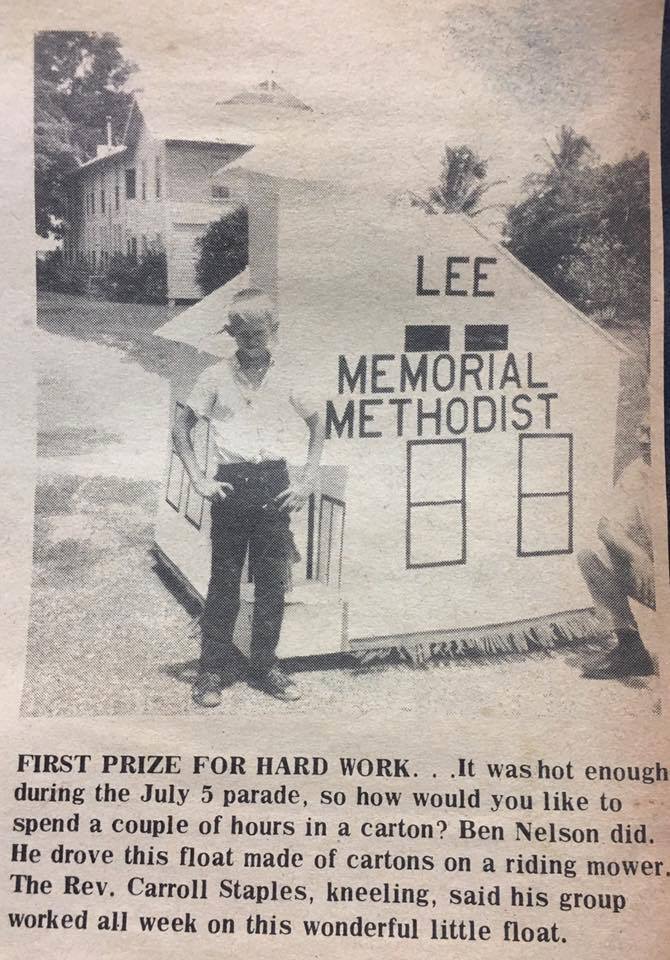 LEE
MEMORIAL
METHODIST
FIRST PRIZE FOR HARD WORK. . .It was hot enough
during the July 5 parade, so how would you like to
spend a couple of hours in a carton? Ben Nelson did.
He drove this float made of cartons on a riding mower.
The Rev. Carroll Staples, kneeling, said his group
worked all week on this wonderful little float.